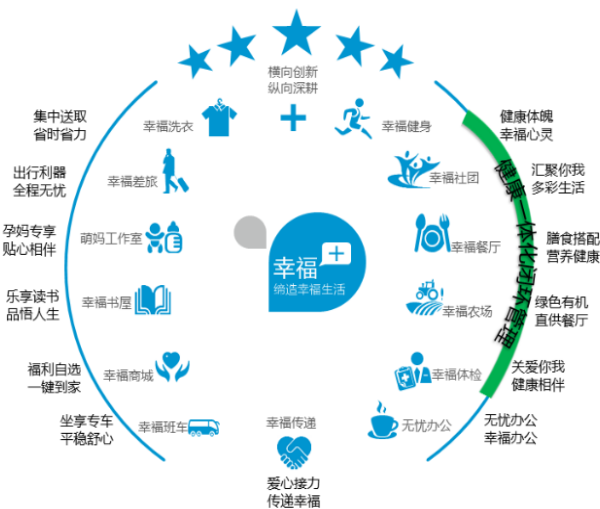 横向创新
纵向深耕
集中送取
省时省力
幸福洗衣
幸福健身
健康体魄
幸福心灵
出行利器
全程无忧
幸福差旅
幸福社团
汇聚你我
多彩生活
孕妈专享
贴心相伴
萌妈工作室
幸福餐厅
膳食搭配
营养健康
健康一体化闭环管理
幸福
缔造幸福生活
乐享读书
品悟人生
幸福书屋
幸福农场
绿色有机
直供餐厅
福利自选
一键到家
幸福商城
幸福体检
关爱你我
健康相伴
坐享专车
平稳舒心
幸福班车
幸福传递
无忧办公
无忧办公
幸福办公
爱心接力
传递幸福